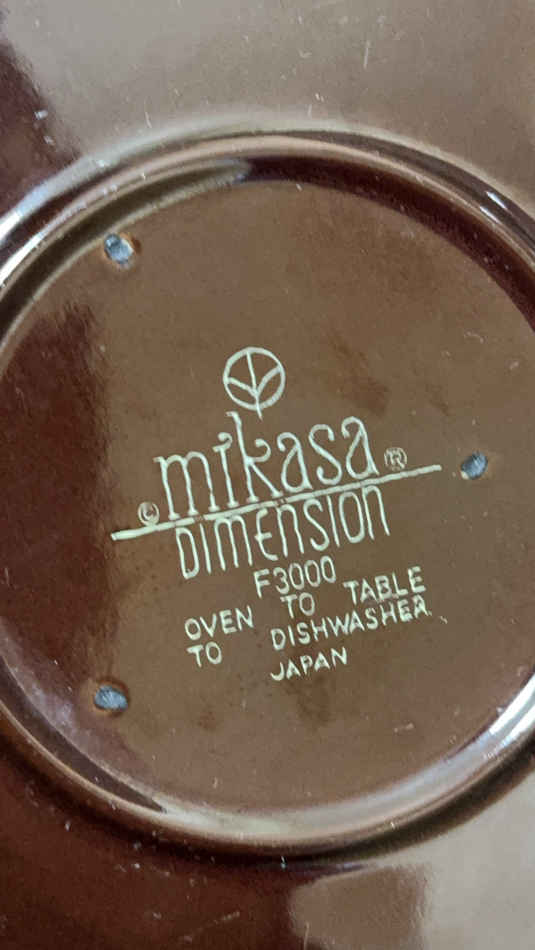 mikasa ®
© DIMENSION
F3000
OVEN TO TABLE
TO DISHWASHER
JAPAN